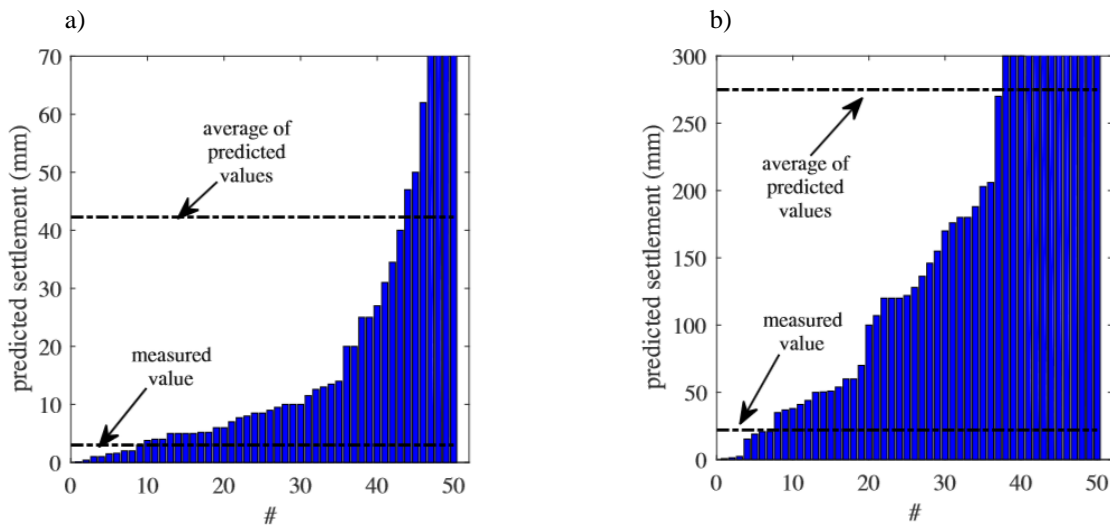 a)
70
60
50
40
30
20
10
0
predicted settlement (mm)
average of
predicted
values
measured
value
0 10 20 30 40 50
#
b)
300
250
200
150
100
50
0
predicted settlement (mm)
average of
predicted
values
measured
value
0 10 20 30 40 50
#